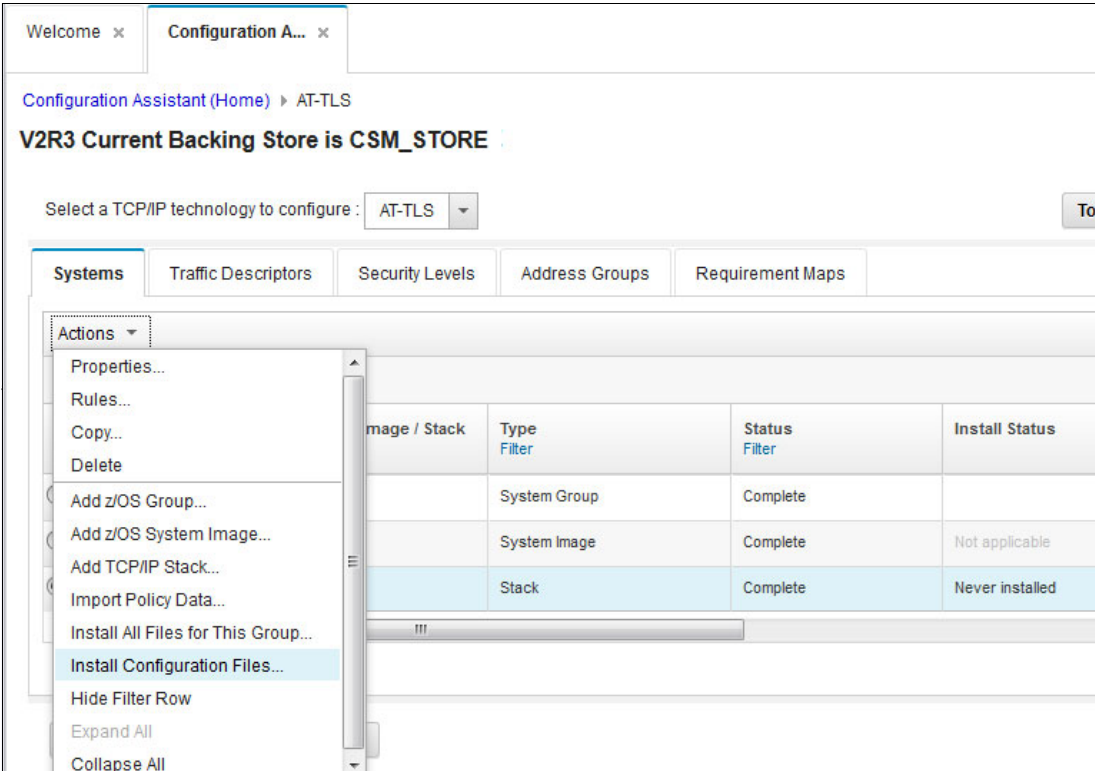 Welcome ×
Configuration A... ×
Configuration Assistant (Home) ▸ AT-TLS
V2R3 Current Backing Store is CSM_STORE
Select a TCP/IP technology to configure : AT-TLS
To
Systems Traffic Descriptors Security Levels Address Groups Requirement Maps
Actions
Properties...
Rules...
Copy...
Delete
Add z/OS Group...
Add z/OS System Image...
Add TCP/IP Stack...
Import Policy Data...
Install All Files for This Group...
Install Configuration Files...
Hide Filter Row
Expand All
Collapse All
mage / Stack Type Status Install Status
Filter Filter
System Group Complete
System Image Complete Not applicable
Stack Complete Never installed